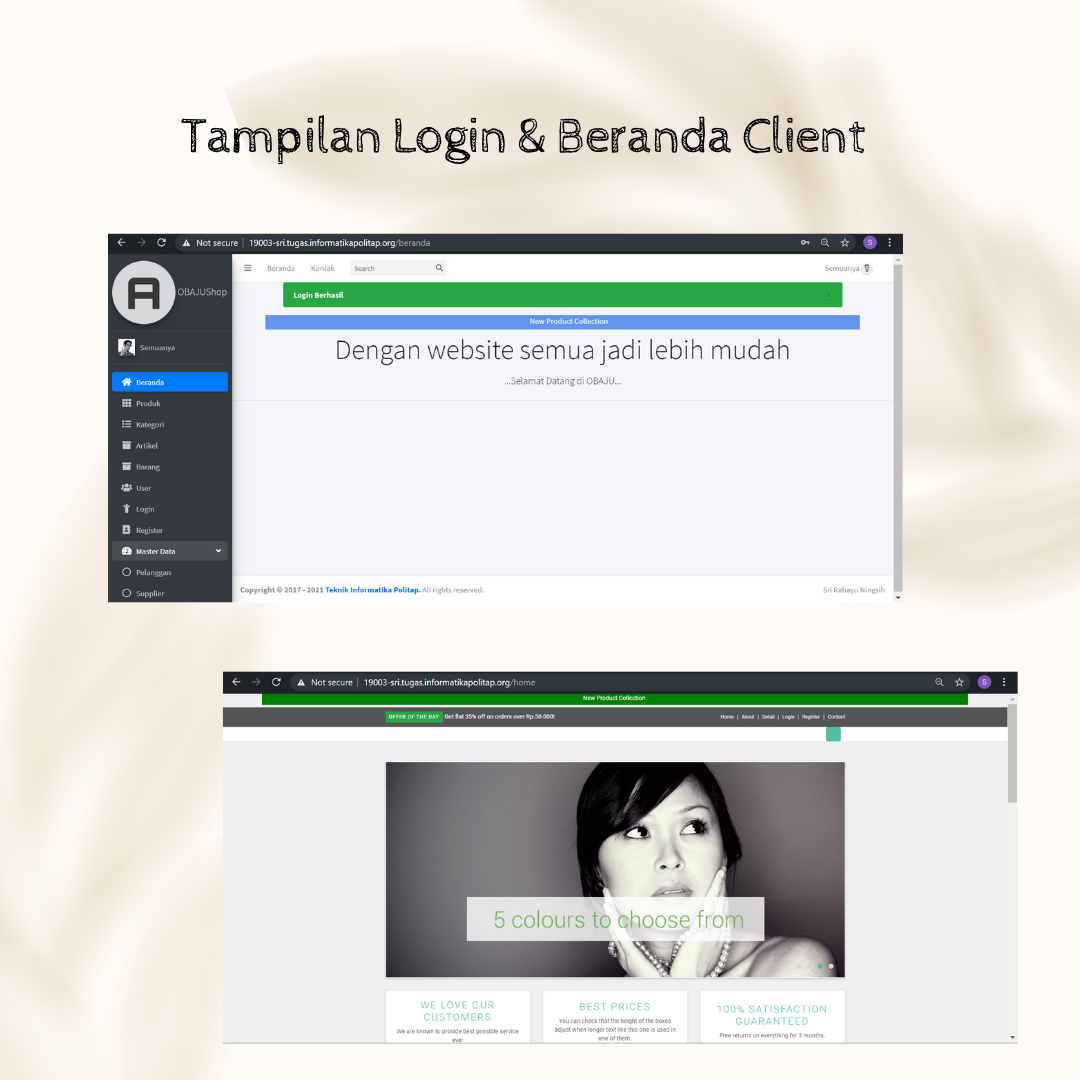 Tampilan Login & Beranda Client
Not secure | 19003-sri.tugas.informatikapolitap.org/beranda
S
OBAJUShop
Semuanya
Beranda
Produk
Kategori
Artikel
Barang
User
Login
Register
Master Data
Pelanggan
Supplier
Beranda Kontak Search Semuanya
Login Berhasil ×
New Product Collection
Dengan website semua jadi lebih mudah
...Selamat Datang di OBAJU...
Copyright © 2017 - 2021 Teknik Informatika Politap. All rights reserved. Sri Rahayu Ningsih
Not secure | 19003-sri.tugas.informatikapolitap.org/home
S
New Product Collection
OFFER OF THE DAY Get flat 35% off on orders over Rp.50.000!
Home | About | Detail | Login | Register | Contact
5 colours to choose from
WE LOVE OUR
CUSTOMERS
We are known to provide best possible service
ever
BEST PRICES
You can check that the height of the boxes
adjust when longer text like this one is used in
one of them.
100% SATISFACTION
GUARANTEED
Free returns on everything for 3 months.